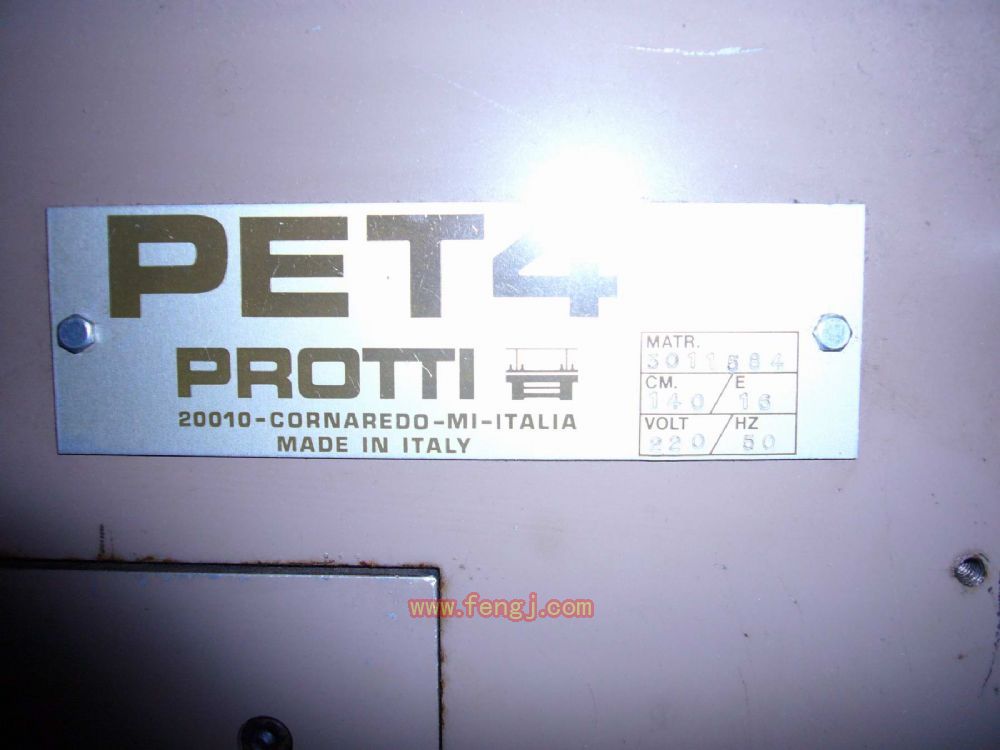 PET4
PROTTI
20010-CORNAREDO-MI-ITALIA
MADE IN ITALY
MATR.
3011584
CM. / E
140 / 16
VOLT / HZ
220 / 50
www.fengj.com